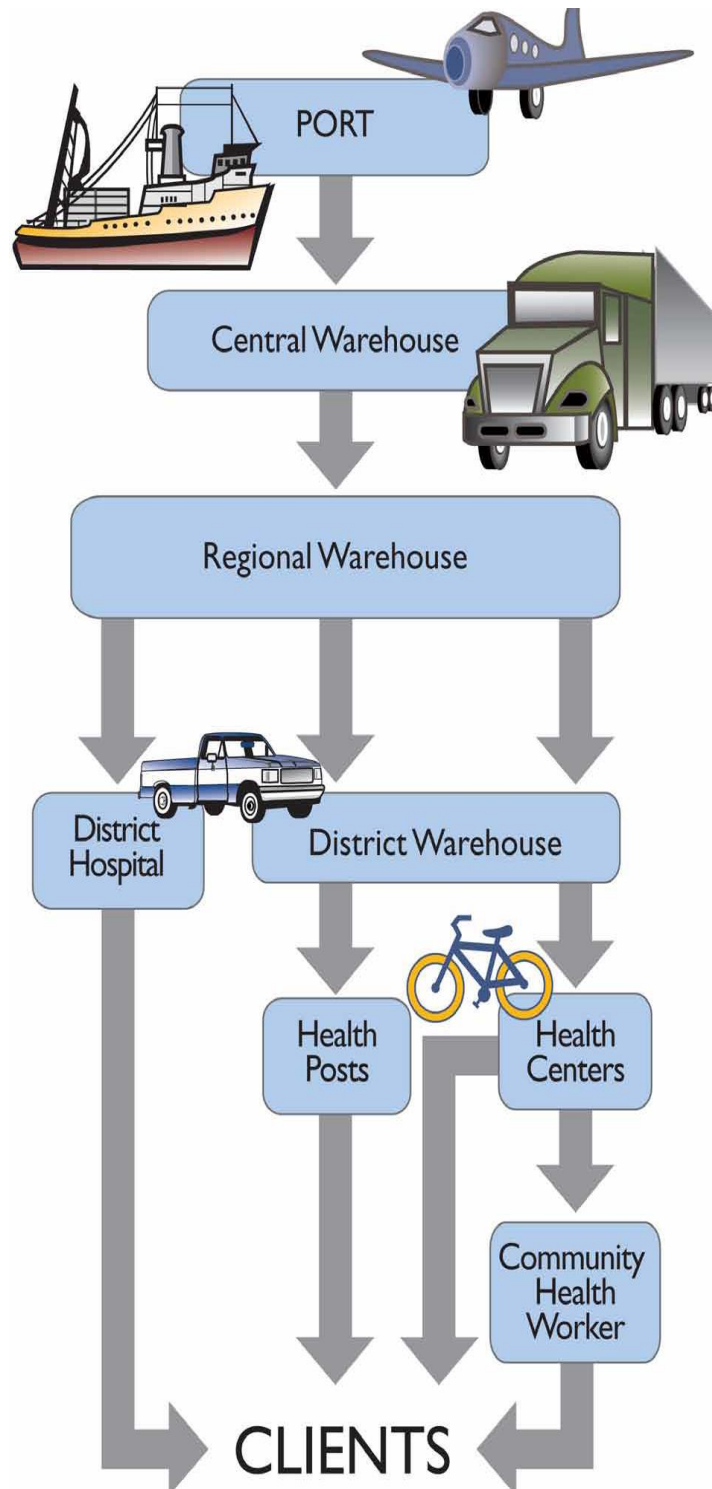 PORT
Central Warehouse
Regional Warehouse
District
Hospital
District Warehouse
Health
Posts
Health
Centers
Community
Health
Worker
CLIENTS